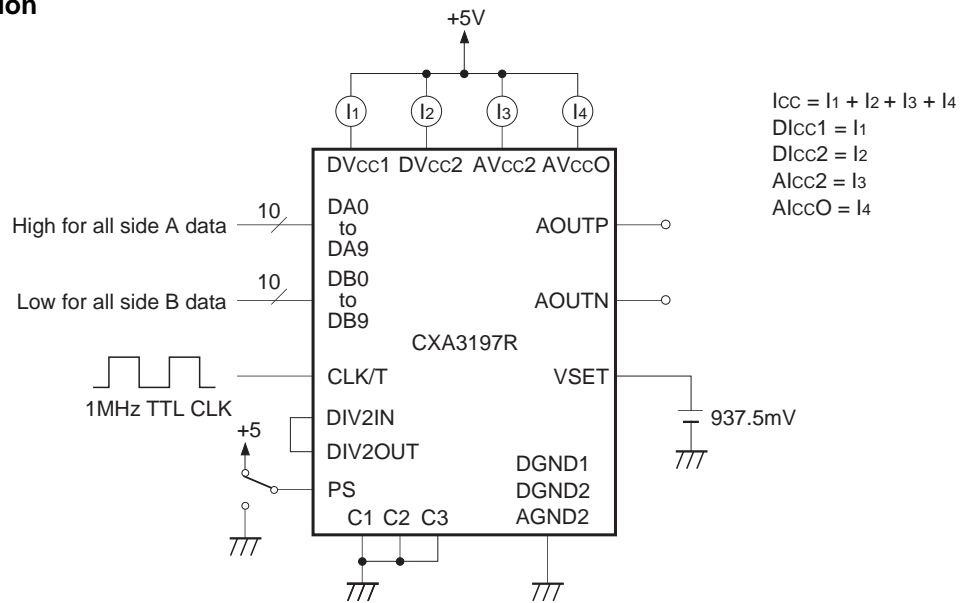 ion
+5V
I1
I2
I3
I4
ICC = I1 + I2 + I3 + I4
DICC1 = I1
DICC2 = I2
AICC2 = I3
AICCO = I4
DVCC1 DVCC2 AVCC2 AVCCO
High for all side A data
10
DA0
to
DA9
AOUTP
Low for all side B data
10
DB0
to
DB9
AOUTN
CXA3197R
CLK/T
VSET
1MHz TTL CLK
DIV2IN
937.5mV
+5
DIV2OUT
DGND1
PS
DGND2
C1 C2 C3
AGND2